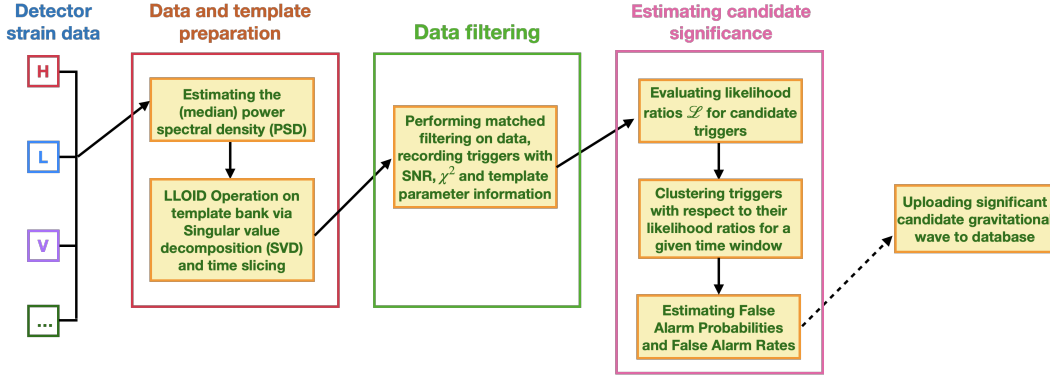 Detector
strain data
H
L
V
...
Data and template
preparation
Estimating the
(median) power
spectral density (PSD)
LLOID Operation on
template bank via
Singular value
decomposition (SVD)
and time slicing
Data filtering
Performing matched
filtering on data,
recording triggers with
SNR, χ² and template
parameter information
Estimating candidate
significance
Evaluating likelihood
ratios ℒ for candidate
triggers
Clustering triggers
with respect to their
likelihood ratios for a
given time window
Estimating False
Alarm Probabilities
and False Alarm Rates
Uploading significant
candidate gravitational
wave to database